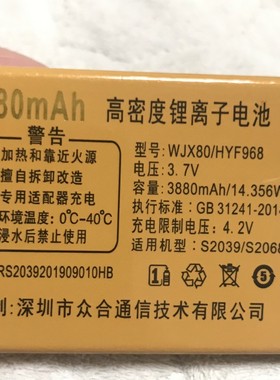 80mAh 高密度锂离子电池
警告
加热和靠近火源
擅自拆卸改造
专用适配器充电
环境温度: 0℃-40℃
浸水后禁止使用!
型号: WJX80/HYF968
电压: 3.7V
容量: 3880mAh/14.356W
执行标准: GB 31241-201
充电限制电压: 4.2V
适用机型: S2039/S2068
RS2039201909010HB
制: 深圳市众合通信技术有限